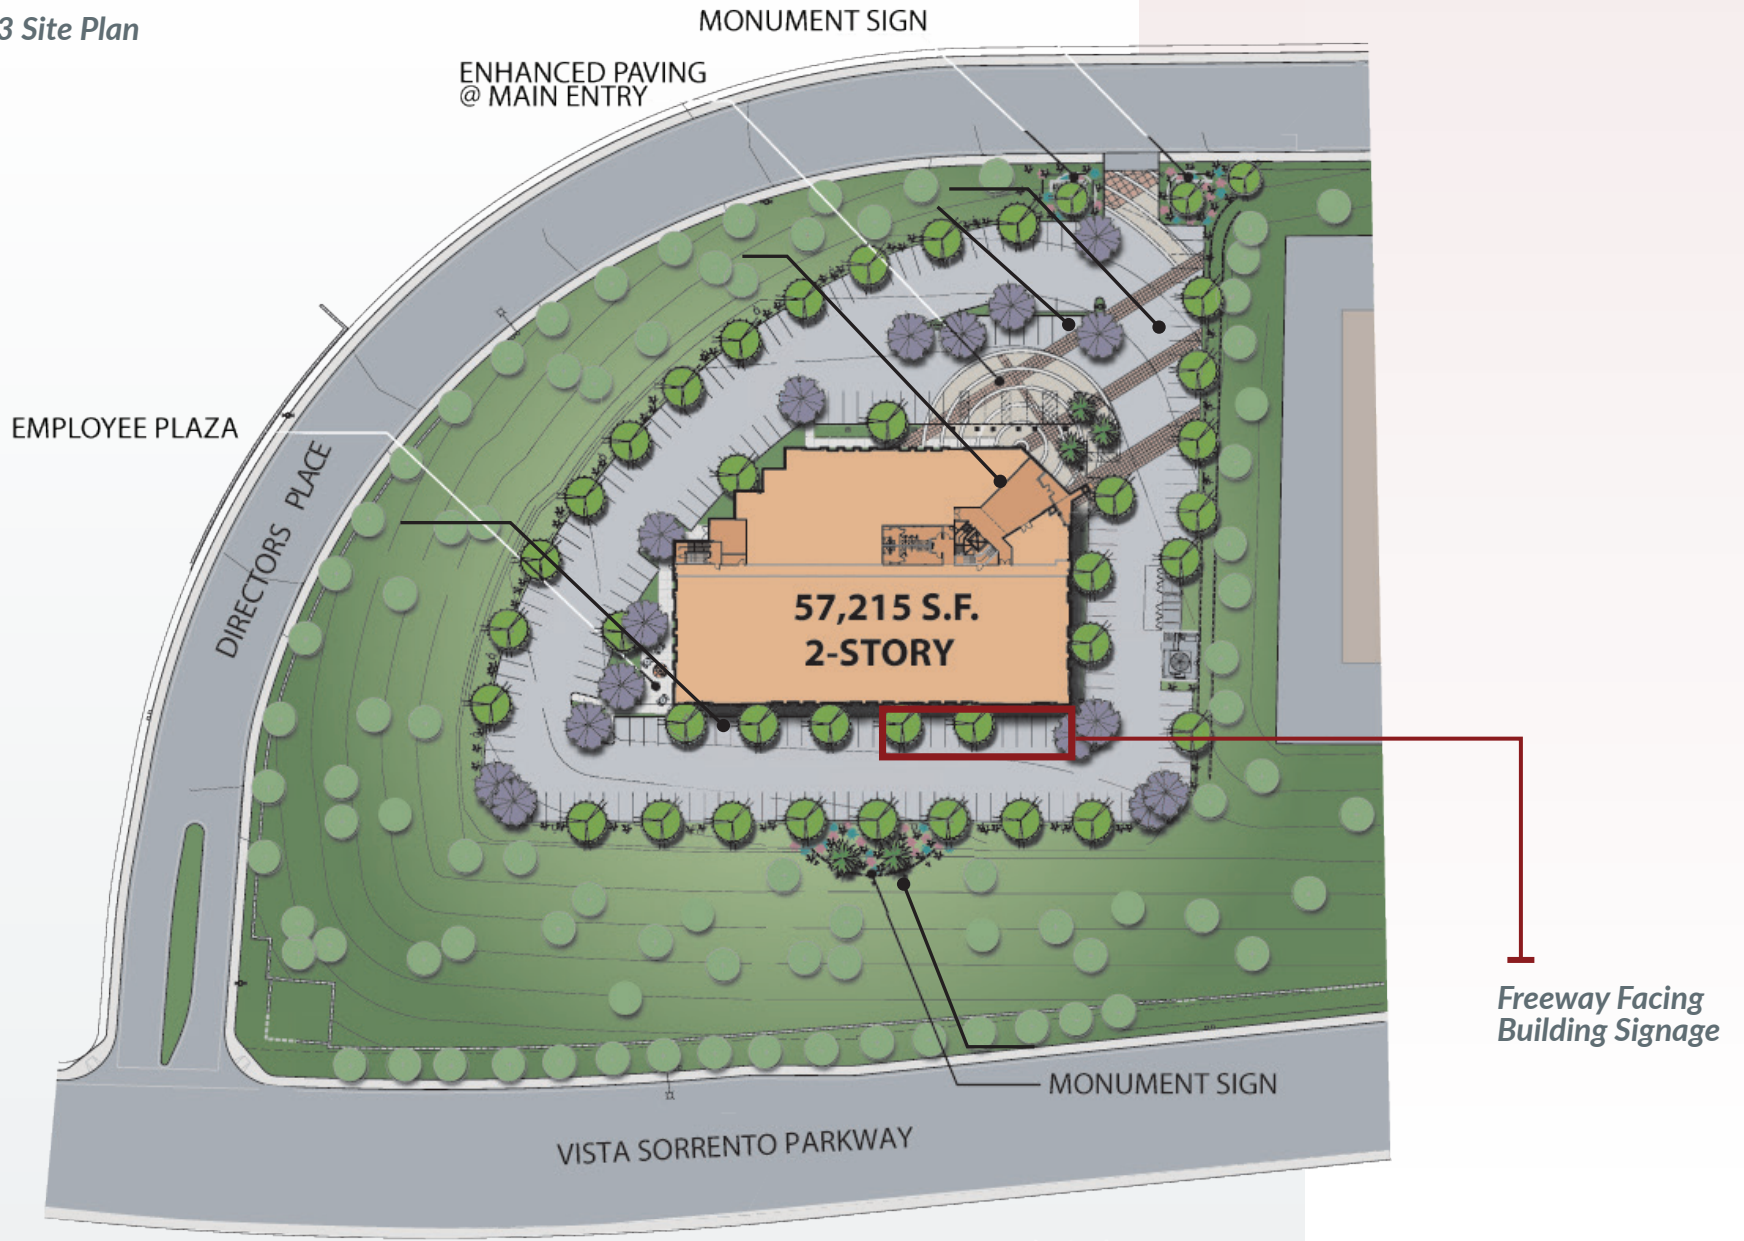 3 Site Plan
MONUMENT SIGN
ENHANCED PAVING
@ MAIN ENTRY
EMPLOYEE PLAZA
DIRECTORS PLACE
57,215 S.F.
2-STORY
Freeway Facing
Building Signage
MONUMENT SIGN
VISTA SORRENTO PARKWAY